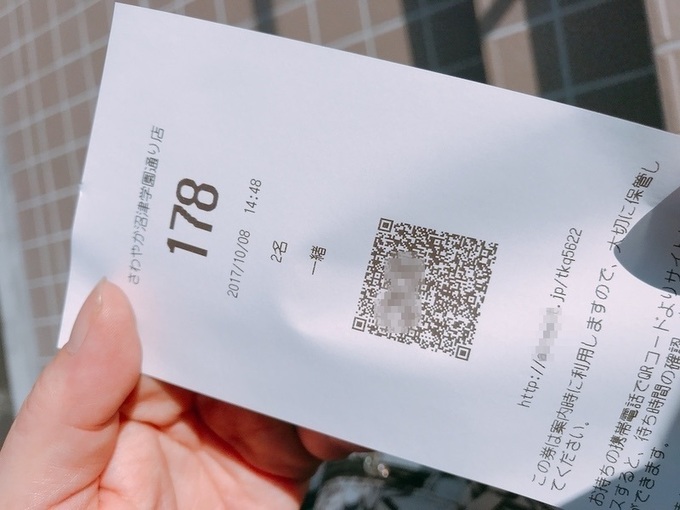 さわやか沼津学園通り店
178
2017/10/08 14:48
2名
一緒
http://a .jp/tkq5622
この券は案内時に利用しますので、大切に保管し
てください。
お持ちの携帯電話でQRコードよりサイト
スすると、待ち時間の確認
ができます。